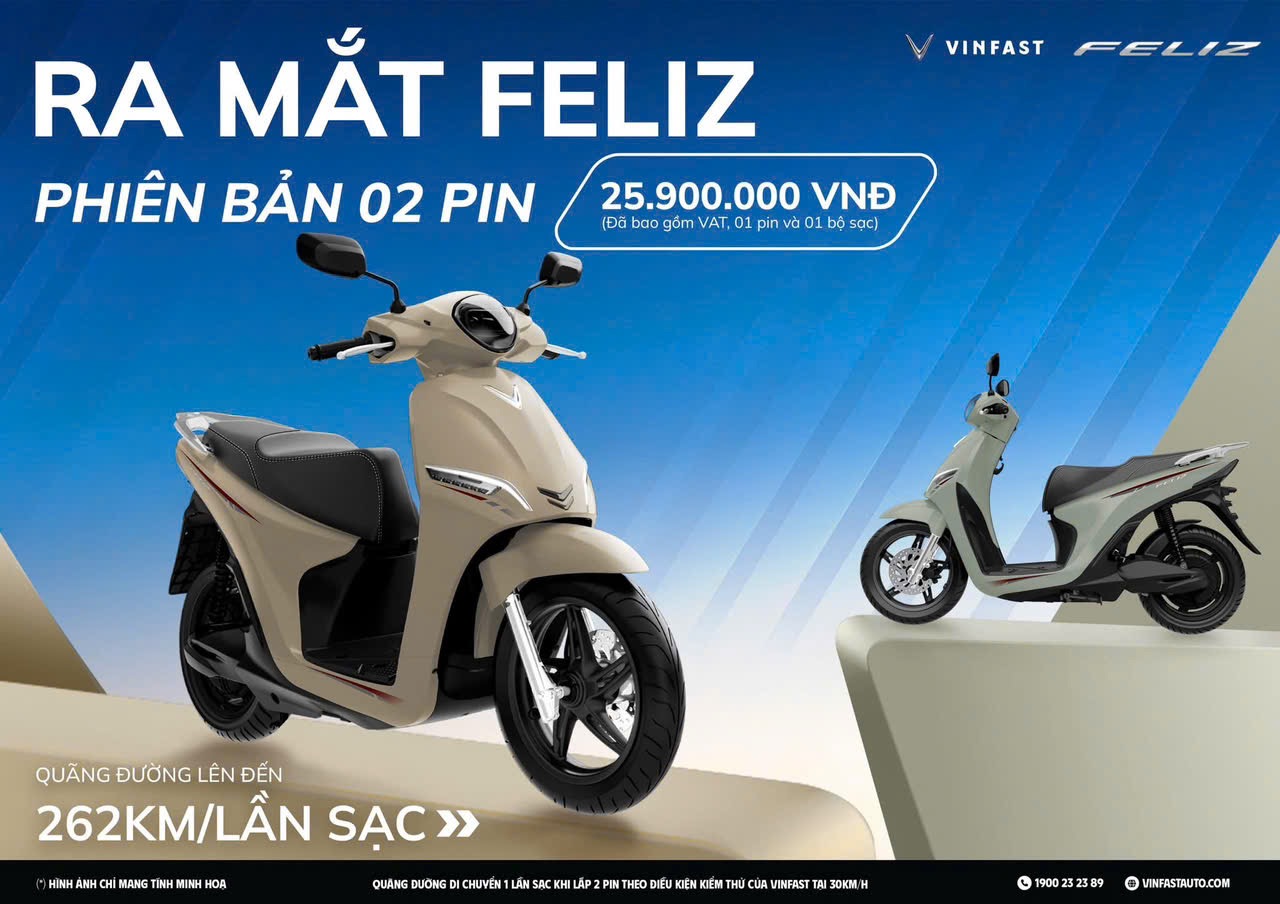 VINFAST FELIZ
RA MẮT FELIZ
PHIÊN BẢN 02 PIN
25.900.000 VNĐ
(Đã bao gồm VAT, 01 pin và 01 bộ sạc)
QUÃNG ĐƯỜNG LÊN ĐẾN
262KM/LẦN SẠC
(*) HÌNH ẢNH CHỈ MANG TÍNH MINH HOẠ
QUÃNG ĐƯỜNG DI CHUYỂN 1 LẦN SẠC KHI LẮP 2 PIN THEO ĐIỀU KIỆN KIỂM THỬ CỦA VINFAST TẠI 30KM/H
1900 23 23 89
VINFASTAUTO.COM